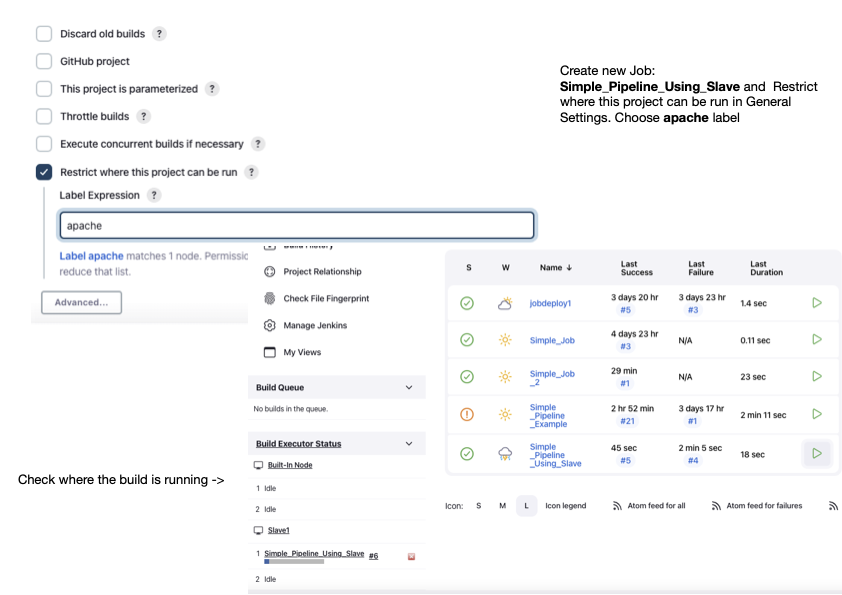 Discard old builds ?
GitHub project
This project is parameterized ?
Throttle builds ?
Execute concurrent builds if necessary ?
Restrict where this project can be run ?
Label Expression ?
apache
Label apache matches 1 node. Permissic
reduce that list.
Advanced...
Create new Job:
Simple_Pipeline_Using_Slave and Restrict
where this project can be run in General
Settings. Choose apache label
Build History
Project Relationship
Check File Fingerprint
Manage Jenkins
My Views
Build Queue
No builds in the queue.
Build Executor Status
Built-In Node
1 Idle
2 Idle
Slave1
1 Simple_Pipeline_Using_Slave #6
2 Idle
Check where the build is running ->
S W Name ↓ Last Success Last Failure Last Duration
jobdeploy1 3 days 20 hr #5 3 days 23 hr #3 1.4 sec
Simple_Job 4 days 23 hr #3 N/A 0.11 sec
Simple_Job_2 29 min #1 N/A 23 sec
Simple_Pipeline_Example 2 hr 52 min #21 3 days 17 hr #1 2 min 11 sec
Simple_Pipeline_Using_Slave 45 sec #5 2 min 5 sec #4 18 sec
Icon: S M L Icon legend Atom feed for all Atom feed for failures